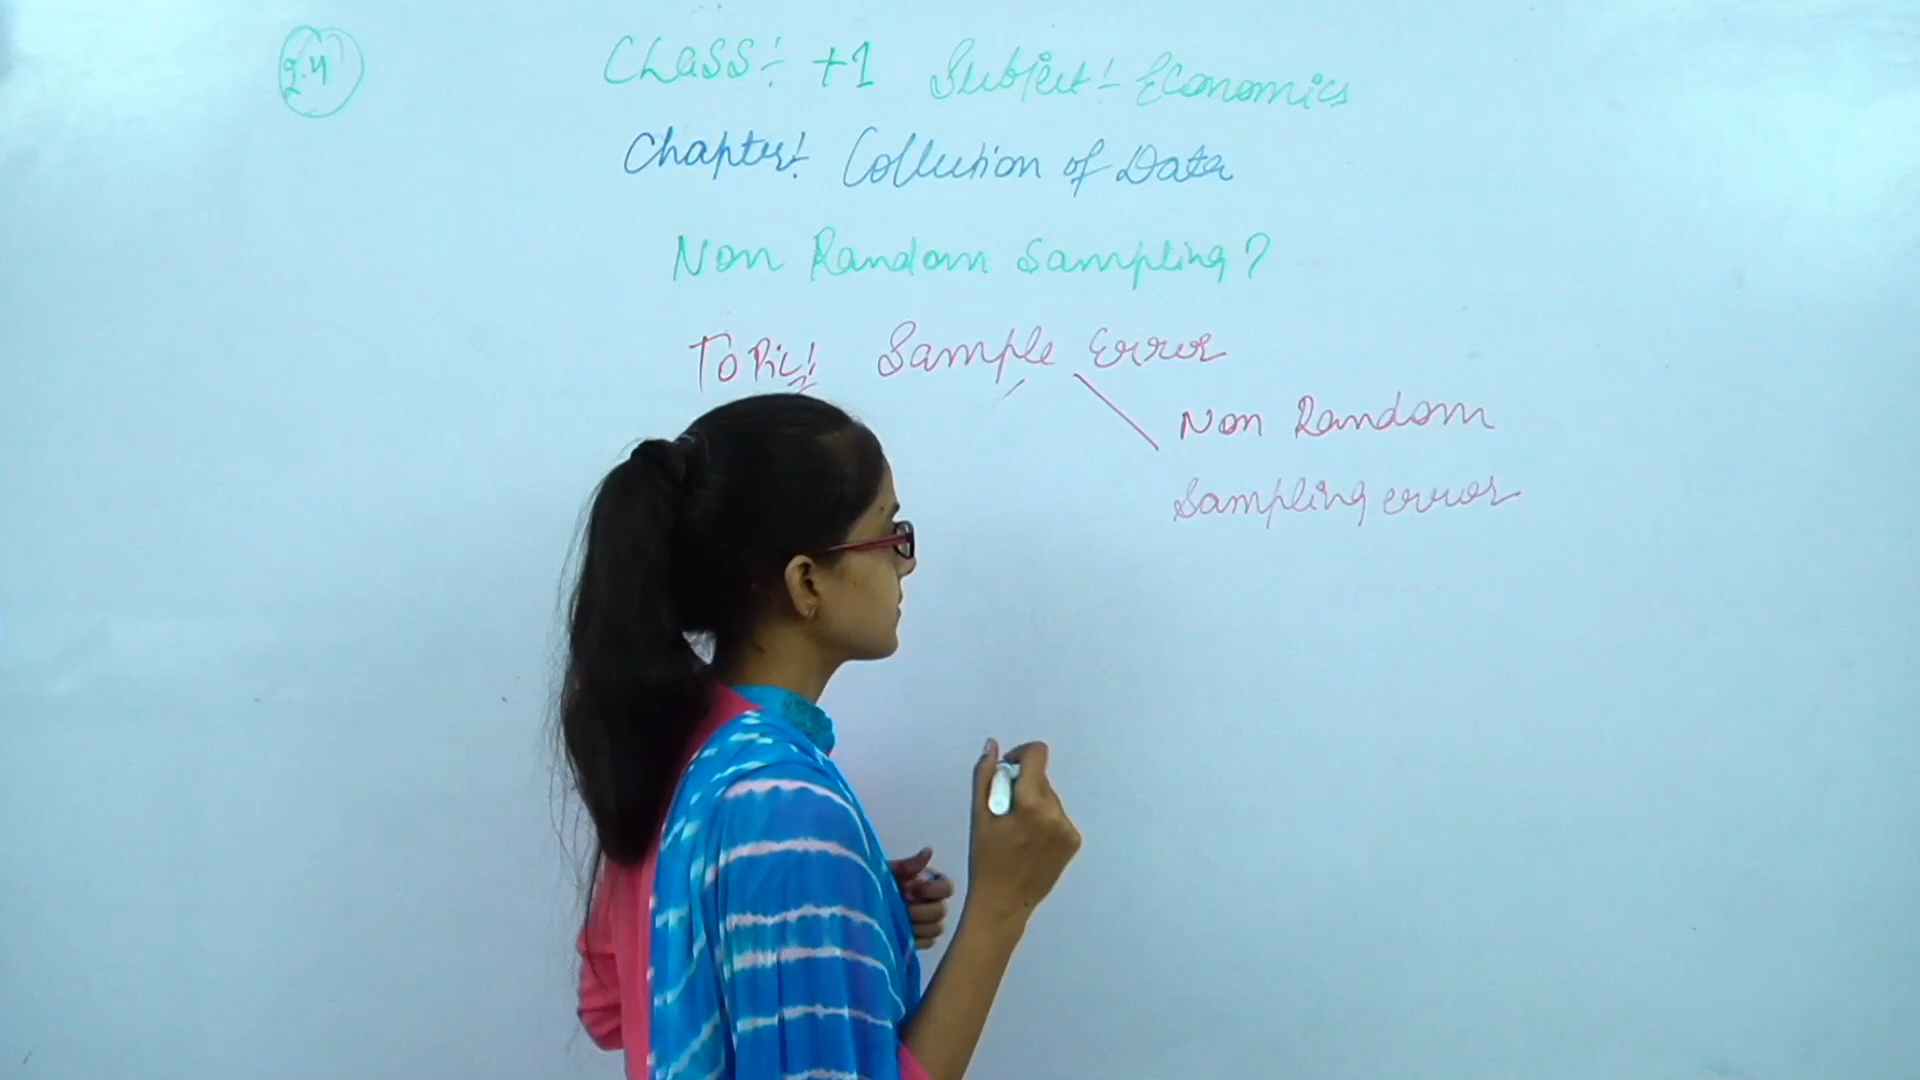 2.4
Class:- +1 Subject:- Economics
Chapter:- Collection of Data
Non Random Sampling?
Topic:- Sample Error
Non Random
Sampling error